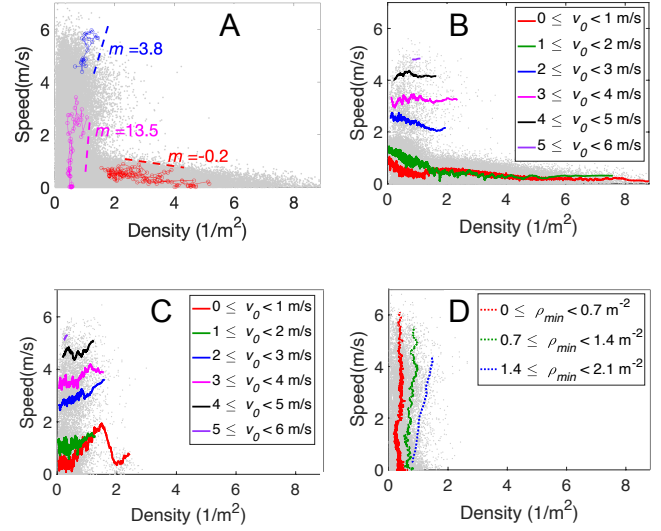 A
Speed(m/s)
6
4
2
0
m=3.8
m=13.5
m=-0.2
0 2 4 6 8
Density (1/m²)
B
Speed(m/s)
6
4
2
0
0 ≤ v₀ < 1 m/s
1 ≤ v₀ < 2 m/s
2 ≤ v₀ < 3 m/s
3 ≤ v₀ < 4 m/s
4 ≤ v₀ < 5 m/s
5 ≤ v₀ < 6 m/s
0 2 4 6 8
Density (1/m²)
C
Speed(m/s)
6
4
2
0
0 ≤ v₀ < 1 m/s
1 ≤ v₀ < 2 m/s
2 ≤ v₀ < 3 m/s
3 ≤ v₀ < 4 m/s
4 ≤ v₀ < 5 m/s
5 ≤ v₀ < 6 m/s
0 2 4 6 8
Density (1/m²)
D
Speed(m/s)
6
4
2
0
0 ≤ ρmin < 0.7 m⁻²
0.7 ≤ ρmin < 1.4 m⁻²
1.4 ≤ ρmin < 2.1 m⁻²
0 2 4 6 8
Density (1/m²)